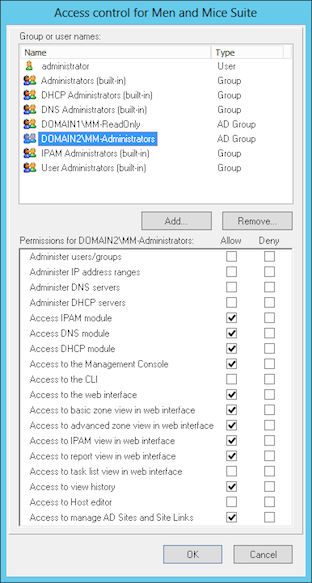 Access control for Men and Mice Suite
Group or user names:
Name Type
administrator User
Administrators (built-in) Group
DHCP Administrators (built-in) Group
DNS Administrators (built-in) Group
DOMAIN1\MM-ReadOnly AD Group
DOMAIN2\MM-Administrators AD Group
IPAM Administrators (built-in) Group
User Administrators (built-in) Group
Add... Remove...
Permissions for DOMAIN2\MM-Administrators: Allow Deny
Administer users/groups
Administer IP address ranges
Administer DNS servers
Administer DHCP servers
Access IPAM module
Access DNS module
Access DHCP module
Access to the Management Console
Access to the CLI
Access to the web interface
Access to basic zone view in web interface
Access to advanced zone view in web interface
Access to IPAM view in web interface
Access to report view in web interface
Access to task list view in web interface
Access to view history
Access to Host editor
Access to manage AD Sites and Site Links
OK Cancel